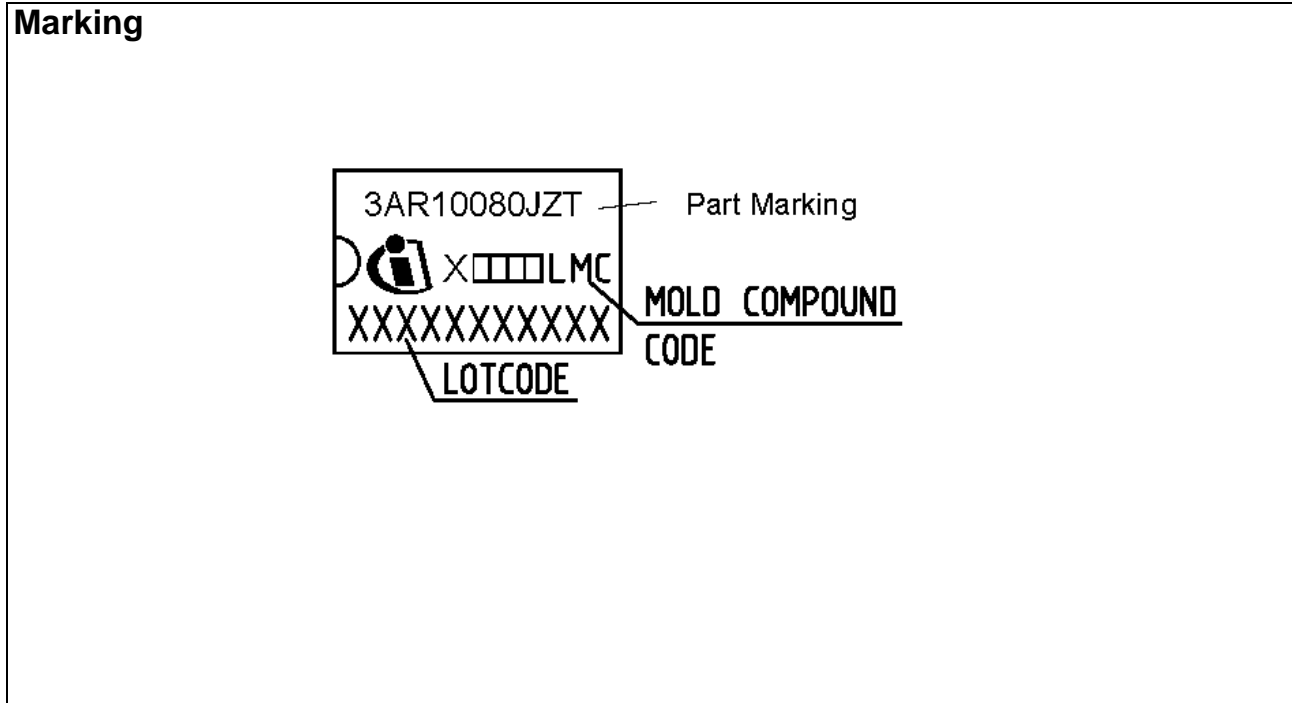 Marking
3AR10080JZT
Part Marking
X□□□□LMC
MOLD COMPOUND
CODE
XXXXXXXXXXX
LOTCODE